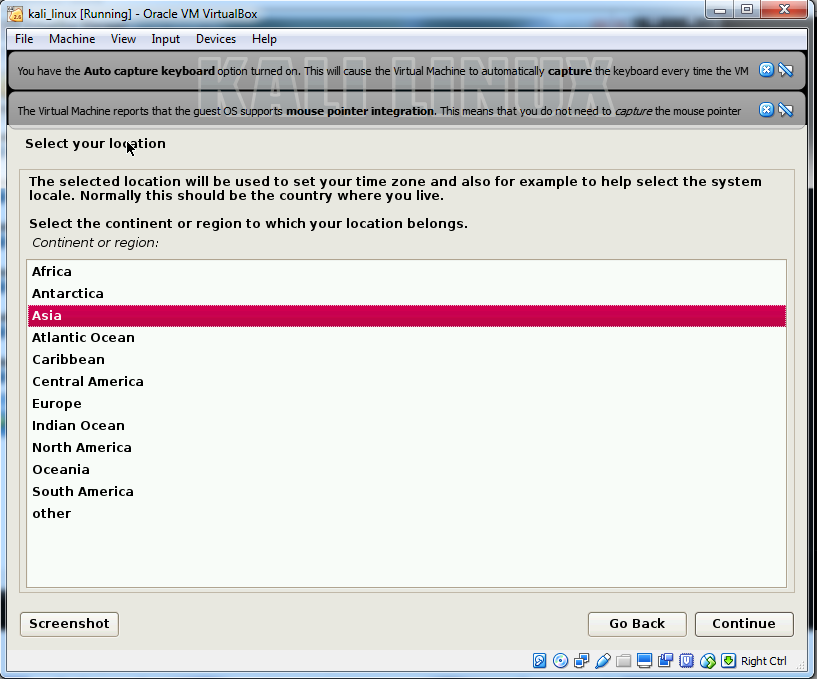 kali_linux [Running] - Oracle VM VirtualBox
File Machine View Input Devices Help
KALI LINUX
You have the Auto capture keyboard option turned on. This will cause the Virtual Machine to automatically capture the keyboard every time the VM
The Virtual Machine reports that the guest OS supports mouse pointer integration. This means that you do not need to capture the mouse pointer
Select your location
The selected location will be used to set your time zone and also for example to help select the system
locale. Normally this should be the country where you live.
Select the continent or region to which your location belongs.
Continent or region:
Africa
Antarctica
Asia
Atlantic Ocean
Caribbean
Central America
Europe
Indian Ocean
North America
Oceania
South America
other
Screenshot Go Back Continue
Right Ctrl